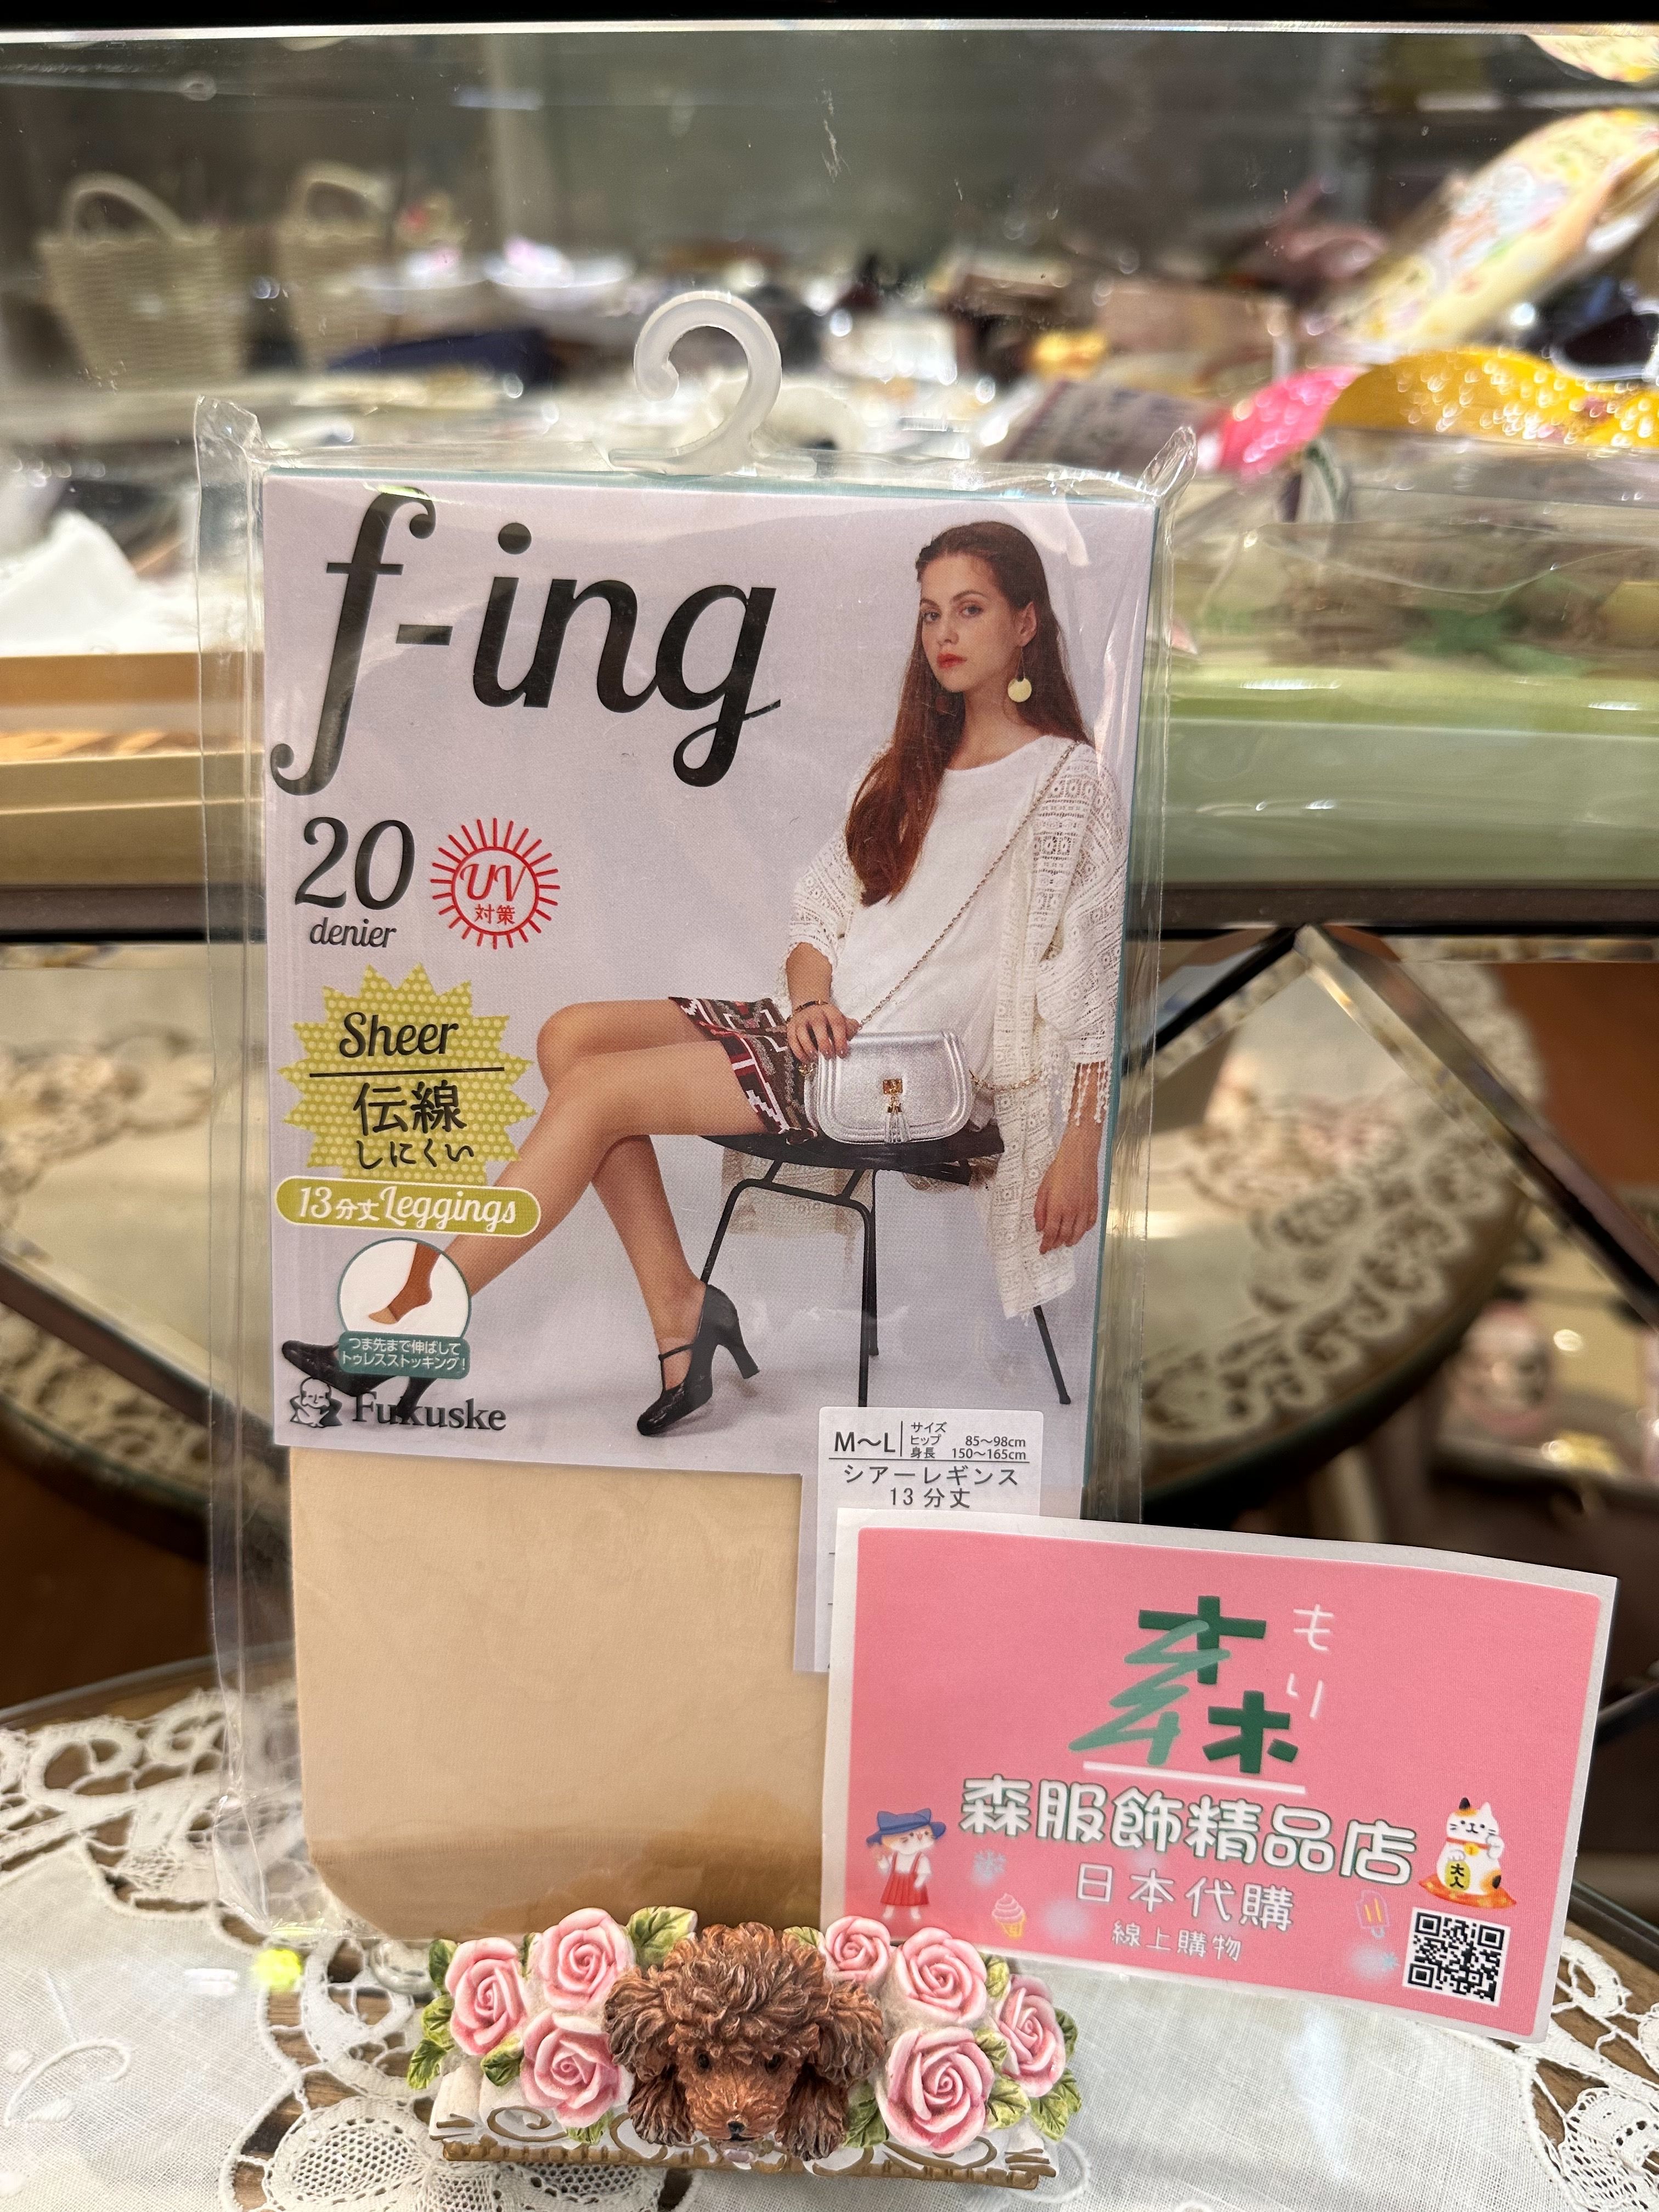 f-ing
20
denier
UV
対策
Sheer
伝線
しにくい
13分丈Leggings
つま先まで伸ばして
トゥレスストッキング!
Fukuske
M～L
サイズ
ヒップ 85～98cm
身長 150～165cm
シアーレギンス
13分丈
森
もり
森服飾精品店
日本代購
線上購物
大入